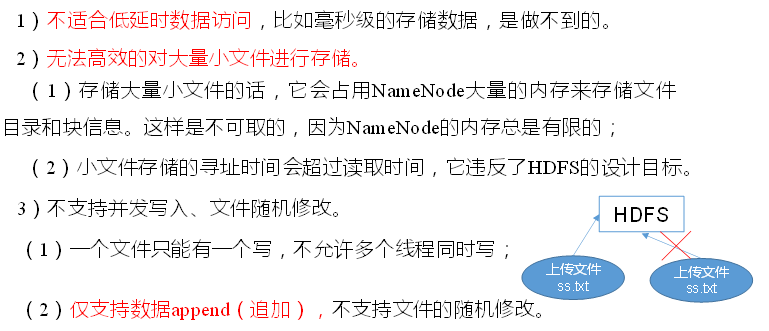 1）不适合低延时数据访问，比如毫秒级的存储数据，是做不到的。
2）无法高效的对大量小文件进行存储。
（1）存储大量小文件的话，它会占用NameNode大量的内存来存储文件
目录和块信息。这样是不可取的，因为NameNode的内存总是有限的；
（2）小文件存储的寻址时间会超过读取时间，它违反了HDFS的设计目标。
3）不支持并发写入、文件随机修改。
（1）一个文件只能有一个写，不允许多个线程同时写；
（2）仅支持数据append（追加），不支持文件的随机修改。
HDFS
上传文件
ss.txt
上传文件
ss.txt